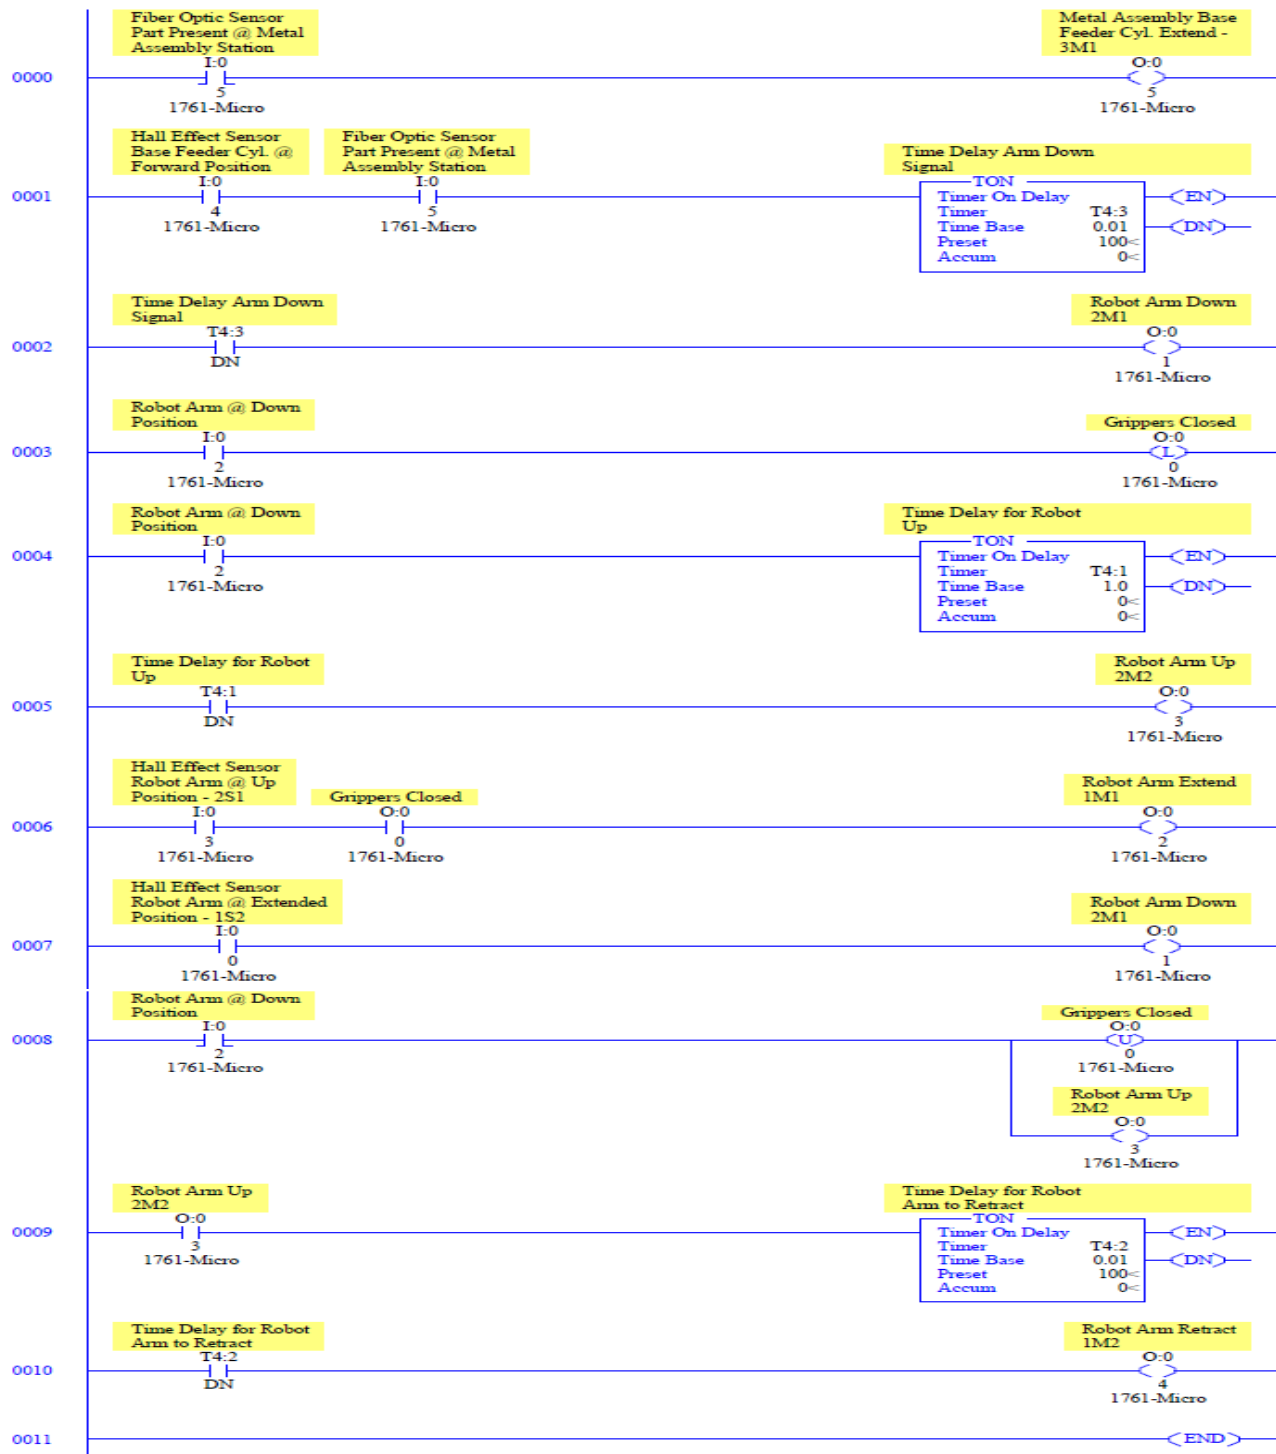 Fiber Optic Sensor
Part Present @ Metal
Assembly Station
I:0
5
1761-Micro
Metal Assembly Base
Feeder Cyl. Extend -
3M1
O:0
5
1761-Micro
0000
Hall Effect Sensor
Base Feeder Cyl. @
Forward Position
I:0
4
1761-Micro
Fiber Optic Sensor
Part Present @ Metal
Assembly Station
I:0
5
1761-Micro
Time Delay Arm Down
Signal
TON
Timer On Delay
Timer T4:3
Time Base 0.01
Preset 100<
Accum 0<
EN
DN
0001
Time Delay Arm Down
Signal
T4:3
DN
Robot Arm Down
2M1
O:0
1
1761-Micro
0002
Robot Arm @ Down
Position
I:0
2
1761-Micro
Grippers Closed
O:0
L
0
1761-Micro
0003
Robot Arm @ Down
Position
I:0
2
1761-Micro
Time Delay for Robot
Up
TON
Timer On Delay
Timer T4:1
Time Base 1.0
Preset 0<
Accum 0<
EN
DN
0004
Time Delay for Robot
Up
T4:1
DN
Robot Arm Up
2M2
O:0
3
1761-Micro
0005
Hall Effect Sensor
Robot Arm @ Up
Position - 2S1
I:0
3
1761-Micro
Grippers Closed
O:0
0
1761-Micro
Robot Arm Extend
1M1
O:0
2
1761-Micro
0006
Hall Effect Sensor
Robot Arm @ Extended
Position - 1S2
I:0
0
1761-Micro
Robot Arm Down
2M1
O:0
1
1761-Micro
0007
Robot Arm @ Down
Position
I:0
2
1761-Micro
Grippers Closed
O:0
U
0
1761-Micro
Robot Arm Up
2M2
O:0
3
1761-Micro
0008
Robot Arm Up
2M2
O:0
3
1761-Micro
Time Delay for Robot
Arm to Retract
TON
Timer On Delay
Timer T4:2
Time Base 0.01
Preset 100<
Accum 0<
EN
DN
0009
Time Delay for Robot
Arm to Retract
T4:2
DN
Robot Arm Retract
1M2
O:0
4
1761-Micro
0010
0011
END